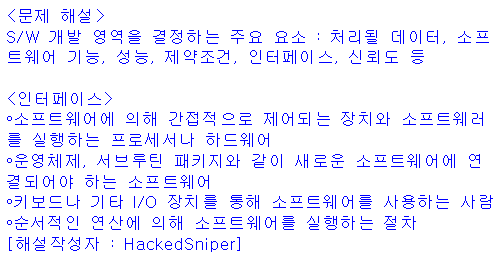 <문제 해설>
S/W 개발 영역을 결정하는 주요 요소 : 처리될 데이터, 소프
트웨어 기능, 성능, 제약조건, 인터페이스, 신뢰도 등
<인터페이스>
∘소프트웨어에 의해 간접적으로 제어되는 장치와 소프트웨러
를 실행하는 프로세서나 하드웨어
∘운영체제, 서브루틴 패키지와 같이 새로운 소프트웨어에 연
결되어야 하는 소프트웨어
∘키보드나 기타 I/O 장치를 통해 소프트웨어를 사용하는 사람
∘순서적인 연산에 의해 소프트웨어를 실행하는 절차
[해설작성자 : HackedSniper]